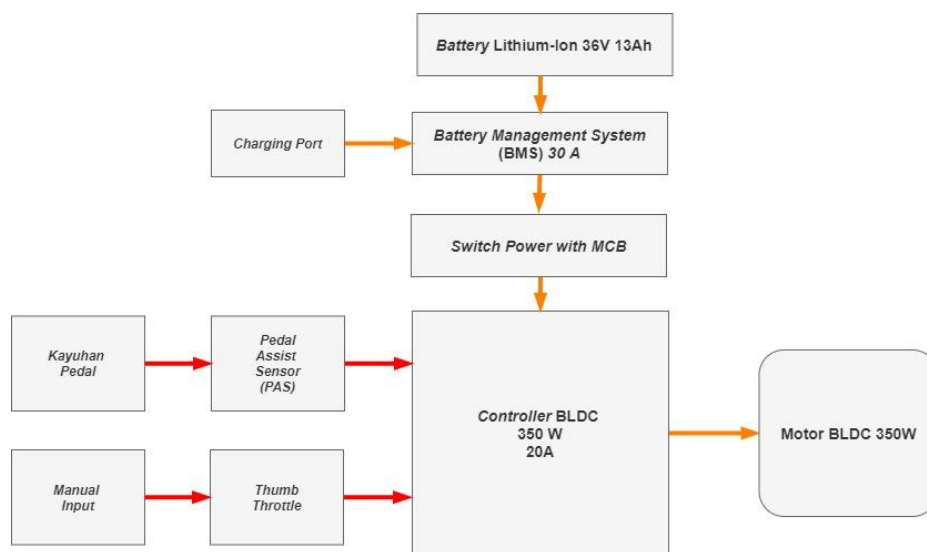 Battery Lithium-Ion 36V 13Ah
Charging Port
Battery Management System
(BMS) 30 A
Switch Power with MCB
Kayuhan
Pedal
Pedal
Assist
Sensor
(PAS)
Controller BLDC
350 W
20A
Motor BLDC 350W
Manual
Input
Thumb
Throttle